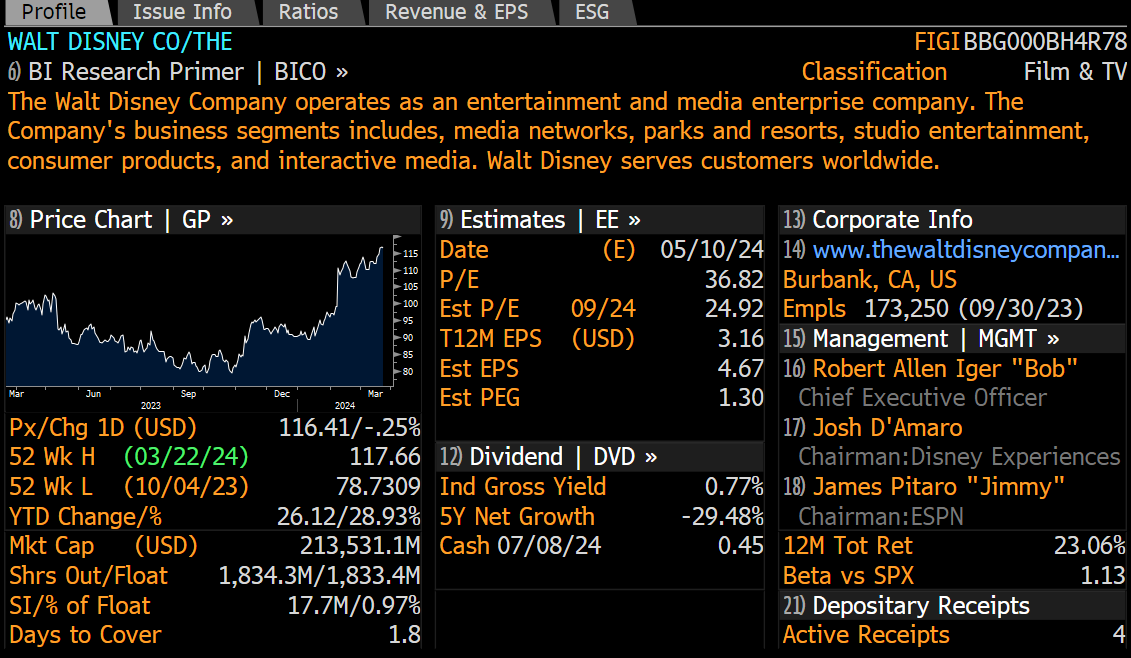 Profile Issue Info Ratios Revenue & EPS ESG
WALT DISNEY CO/THE FIGI BBG000BH4R78
6) BI Research Primer | BICO » Classification Film & TV
The Walt Disney Company operates as an entertainment and media enterprise company. The
Company's business segments includes, media networks, parks and resorts, studio entertainment,
consumer products, and interactive media. Walt Disney serves customers worldwide.
8) Price Chart | GP »
115
110
105
100
95
90
85
80
Mar Jun Sep Dec Mar
2023 2024
Px/Chg 1D (USD) 116.41/-.25%
52 Wk H (03/22/24) 117.66
52 Wk L (10/04/23) 78.7309
YTD Change/% 26.12/28.93%
Mkt Cap (USD) 213,531.1M
Shrs Out/Float 1,834.3M/1,833.4M
SI/% of Float 17.7M/0.97%
Days to Cover 1.8
9) Estimates | EE »
Date (E) 05/10/24
P/E 36.82
Est P/E 09/24 24.92
T12M EPS (USD) 3.16
Est EPS 4.67
Est PEG 1.30
12) Dividend | DVD »
Ind Gross Yield 0.77%
5Y Net Growth -29.48%
Cash 07/08/24 0.45
13) Corporate Info
14) www.thewaltdisneycompan...
Burbank, CA, US
Empls 173,250 (09/30/23)
15) Management | MGMT »
16) Robert Allen Iger "Bob"
Chief Executive Officer
17) Josh D'Amaro
Chairman:Disney Experiences
18) James Pitaro "Jimmy"
Chairman:ESPN
12M Tot Ret 23.06%
Beta vs SPX 1.13
21) Depositary Receipts
Active Receipts 4